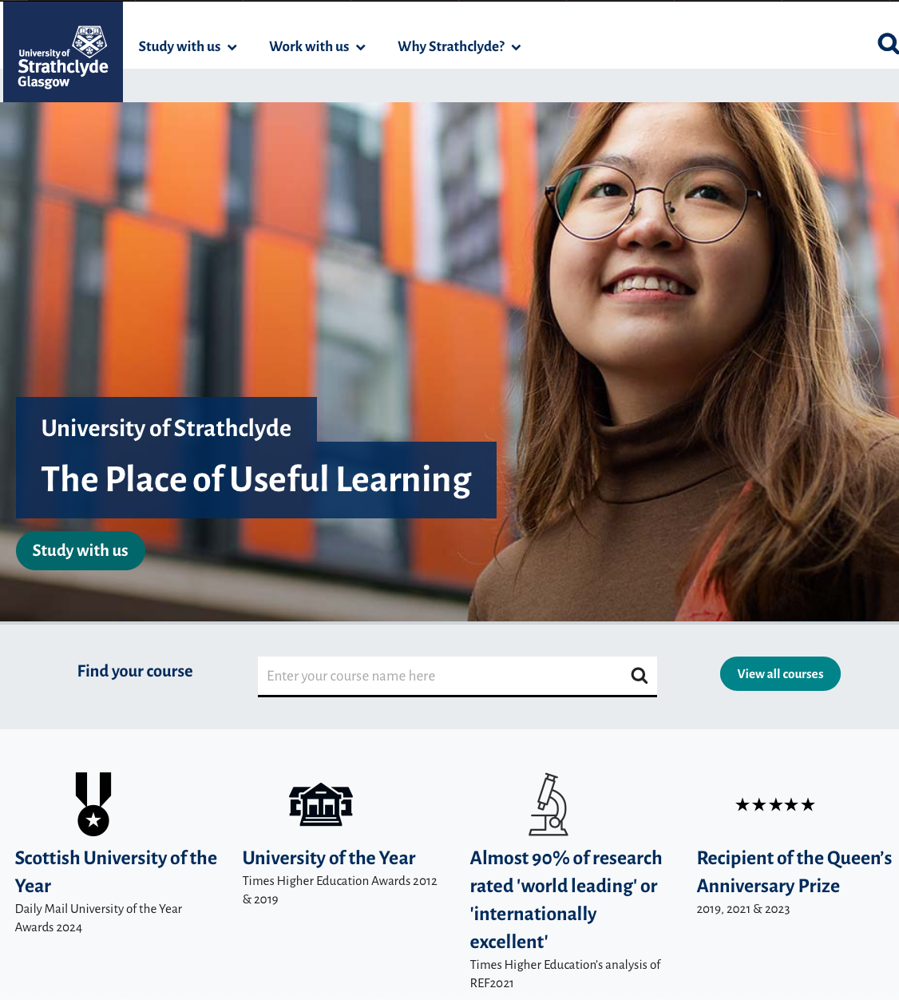 University of
Strathclyde
Glasgow
Study with us
Work with us
Why Strathclyde?
University of Strathclyde
The Place of Useful Learning
Study with us
Find your course
Enter your course name here
View all courses
Scottish University of the
Year
Daily Mail University of the Year
Awards 2024
University of the Year
Times Higher Education Awards 2012
& 2019
Almost 90% of research
rated 'world leading' or
'internationally
excellent'
Times Higher Education's analysis of
REF2021
Recipient of the Queen’s
Anniversary Prize
2019, 2021 & 2023